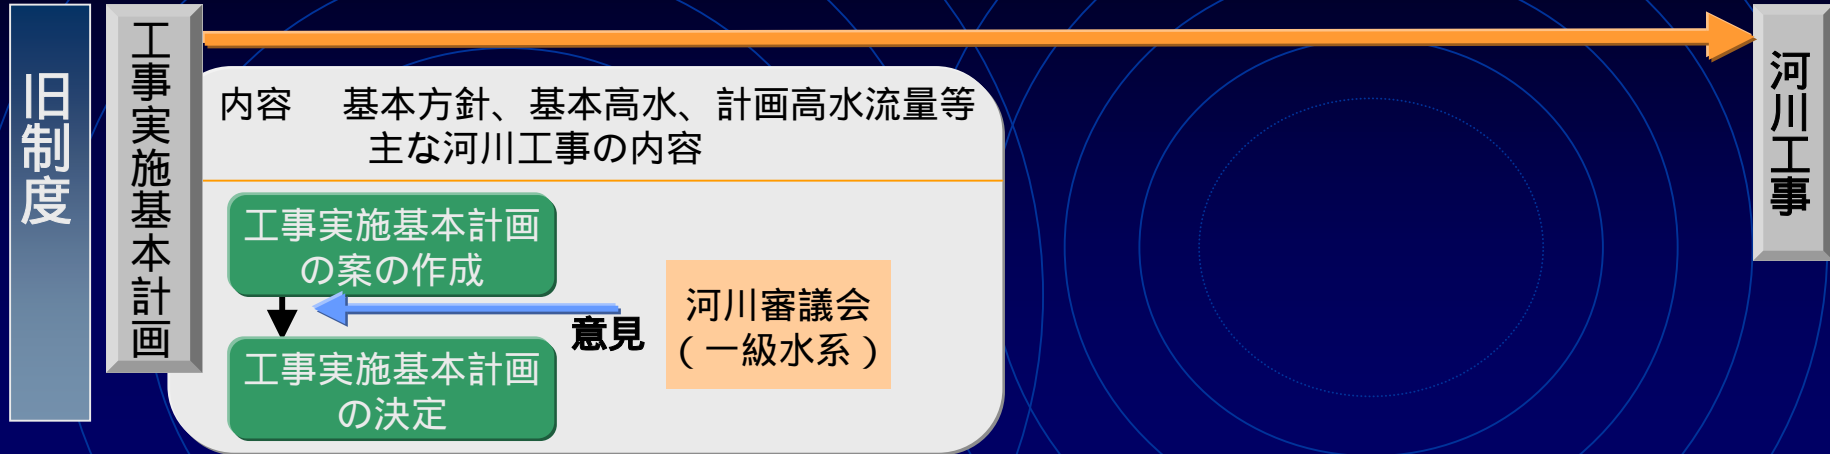 旧制度
工事実施基本計画
内容　基本方針、基本高水、計画高水流量等
主な河川工事の内容
工事実施基本計画
の案の作成
意見
河川審議会
（一級水系）
工事実施基本計画
の決定
河川工事